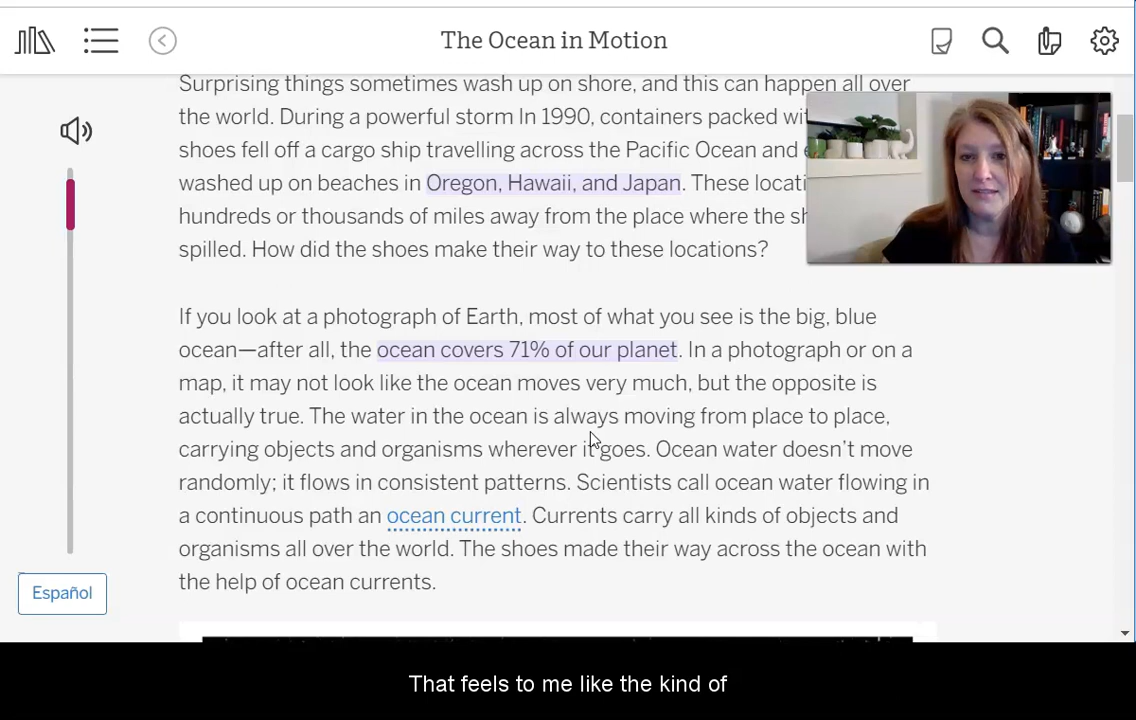 The Ocean in Motion
Surprising things sometimes wash up on shore, and this can happen all over
the world. During a powerful storm In 1990, containers packed
shoes fell off a cargo ship travelling across the Pacific Ocean and
washed up on beaches in Oregon, Hawaii, and Japan. These
hundreds or thousands of miles away from the place where the
spilled. How did the shoes make their way to these locations?
If you look at a photograph of Earth, most of what you see is the big, blue
ocean—after all, the ocean covers 71% of our planet. In a photograph or on a
map, it may not look like the ocean moves very much, but the opposite is
actually true. The water in the ocean is always moving from place to place,
carrying objects and organisms wherever it goes. Ocean water doesn't move
randomly; it flows in consistent patterns. Scientists call ocean water flowing in
a continuous path an ocean current. Currents carry all kinds of objects and
organisms all over the world. The shoes made their way across the ocean with
the help of ocean currents.
Español
That feels to me like the kind of